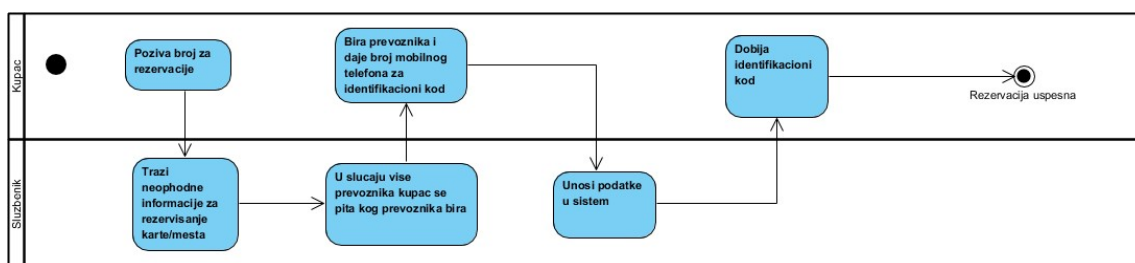 Kupac
Poziva broj za
rezervacije
Bira prevoznika i
daje broj mobilnog
telefona za
identifikacioni kod
Dobija
identifikacioni
kod
Rezervacija uspesna
Sluzbenik
Trazi
neophodne
informacije za
rezervisanje
karte/mesta
U slucaju vise
prevoznika kupac se
pita kog prevoznika bira
Unosi podatke
u sistem